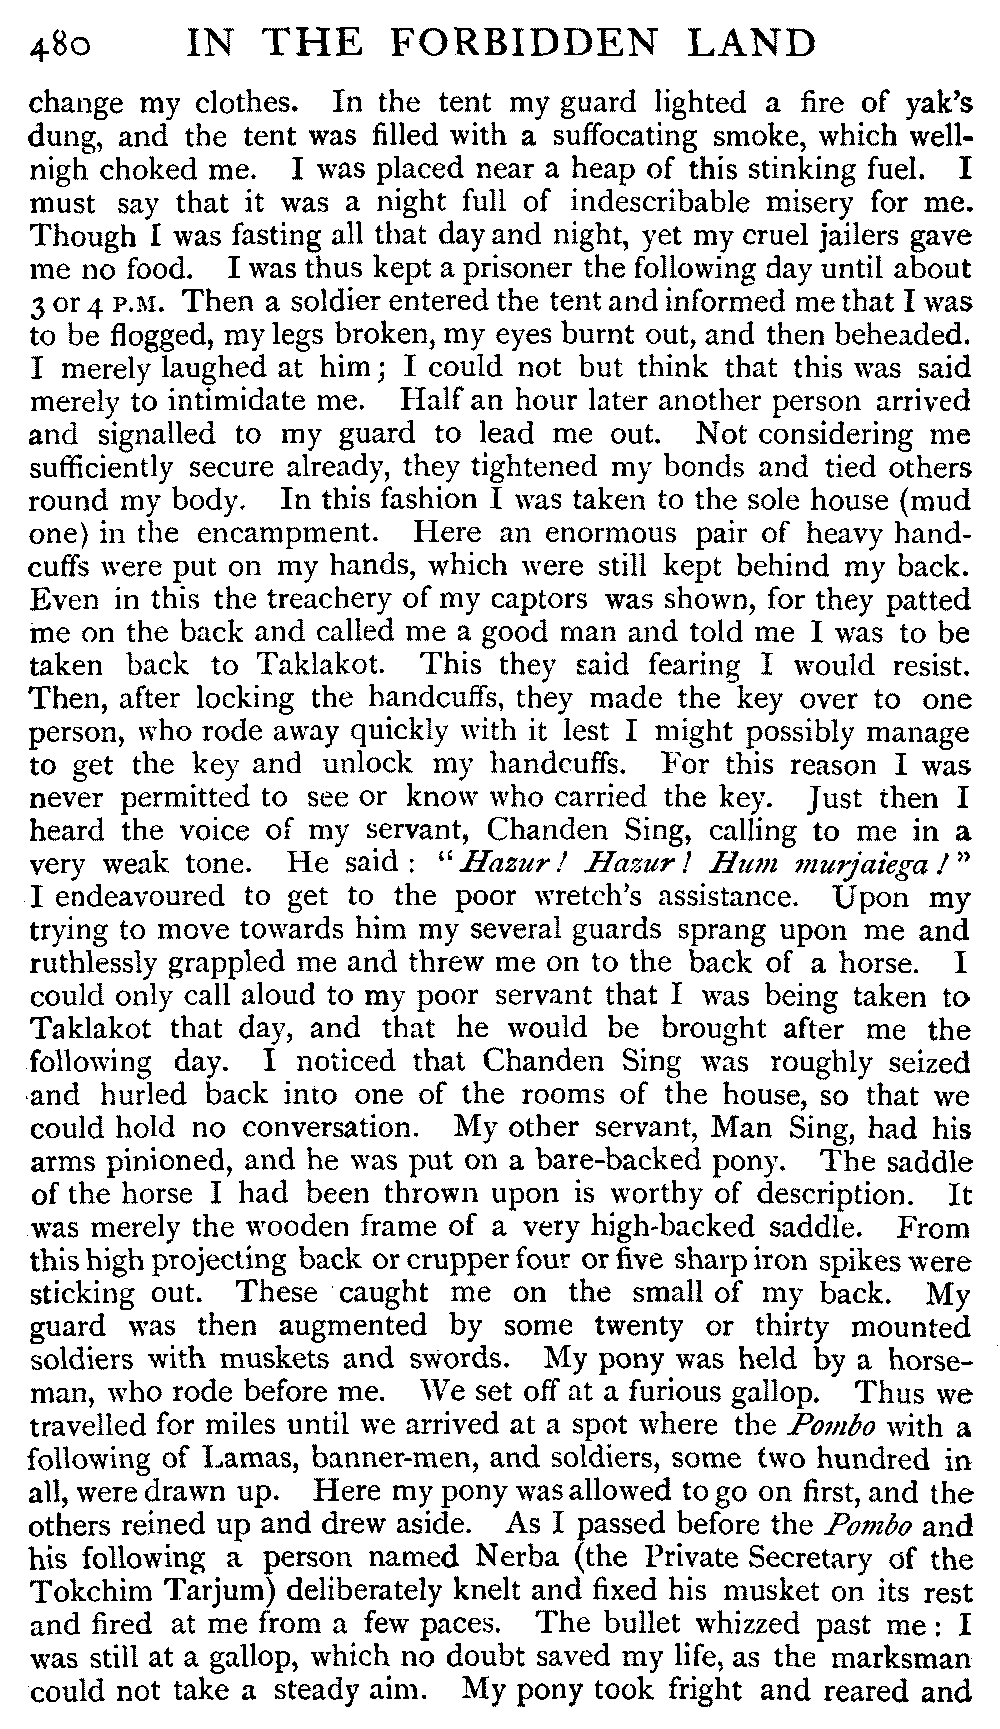 480 IN THE FORBIDDEN LAND
change my clothes. In the tent my guard lighted a fire of yak's
dung, and the tent was filled with a suffocating smoke, which well-
nigh choked me. I was placed near a heap of this stinking fuel. I
must say that it was a night full of indescribable misery for me.
Though I was fasting all that day and night, yet my cruel jailers gave
me no food. I was thus kept a prisoner the following day until about
3 or 4 P.M. Then a soldier entered the tent and informed me that I was
to be flogged, my legs broken, my eyes burnt out, and then beheaded.
I merely laughed at him; I could not but think that this was said
merely to intimidate me. Half an hour later another person arrived
and signalled to my guard to lead me out. Not considering me
sufficiently secure already, they tightened my bonds and tied others
round my body. In this fashion I was taken to the sole house (mud
one) in the encampment. Here an enormous pair of heavy hand-
cuffs were put on my hands, which were still kept behind my back.
Even in this the treachery of my captors was shown, for they patted
me on the back and called me a good man and told me I was to be
taken back to Taklakot. This they said fearing I would resist.
Then, after locking the handcuffs, they made the key over to one
person, who rode away quickly with it lest I might possibly manage
to get the key and unlock my handcuffs. For this reason I was
never permitted to see or know who carried the key. Just then I
heard the voice of my servant, Chanden Sing, calling to me in a
very weak tone. He said: "Hazur! Hazur! Hum murjaiega!"
I endeavoured to get to the poor wretch's assistance. Upon my
trying to move towards him my several guards sprang upon me and
ruthlessly grappled me and threw me on to the back of a horse. I
could only call aloud to my poor servant that I was being taken to
Taklakot that day, and that he would be brought after me the
following day. I noticed that Chanden Sing was roughly seized
and hurled back into one of the rooms of the house, so that we
could hold no conversation. My other servant, Man Sing, had his
arms pinioned, and he was put on a bare-backed pony. The saddle
of the horse I had been thrown upon is worthy of description. It
was merely the wooden frame of a very high-backed saddle. From
this high projecting back or crupper four or five sharp iron spikes were
sticking out. These caught me on the small of my back. My
guard was then augmented by some twenty or thirty mounted
soldiers with muskets and swords. My pony was held by a horse-
man, who rode before me. We set off at a furious gallop. Thus we
travelled for miles until we arrived at a spot where the Pombo with a
following of Lamas, banner-men, and soldiers, some two hundred in
all, were drawn up. Here my pony was allowed to go on first, and the
others reined up and drew aside. As I passed before the Pombo and
his following a person named Nerba (the Private Secretary of the
Tokchim Tarjum) deliberately knelt and fixed his musket on its rest
and fired at me from a few paces. The bullet whizzed past me: I
was still at a gallop, which no doubt saved my life, as the marksman
could not take a steady aim. My pony took fright and reared and